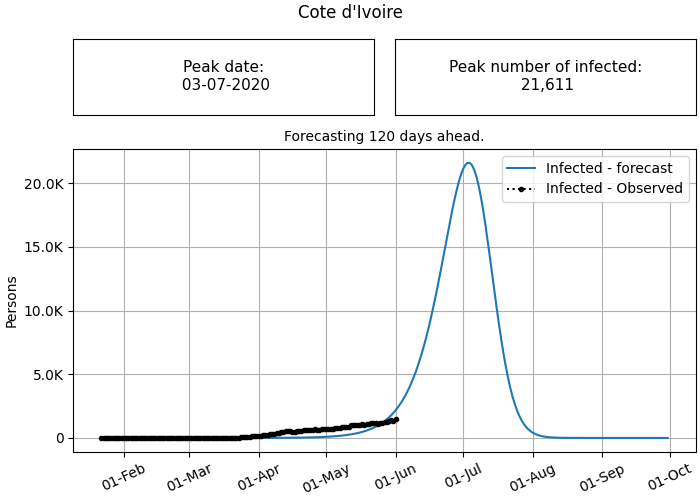 Cote d'Ivoire
Peak date:
03-07-2020
Peak number of infected:
21,611
Forecasting 120 days ahead.
Infected - forecast
Infected - Observed
20.0K
15.0K
10.0K
5.0K
0
Persons
01-Feb
01-Mar
01-Apr
01-May
01-Jun
01-Jul
01-Aug
01-Sep
01-Oct